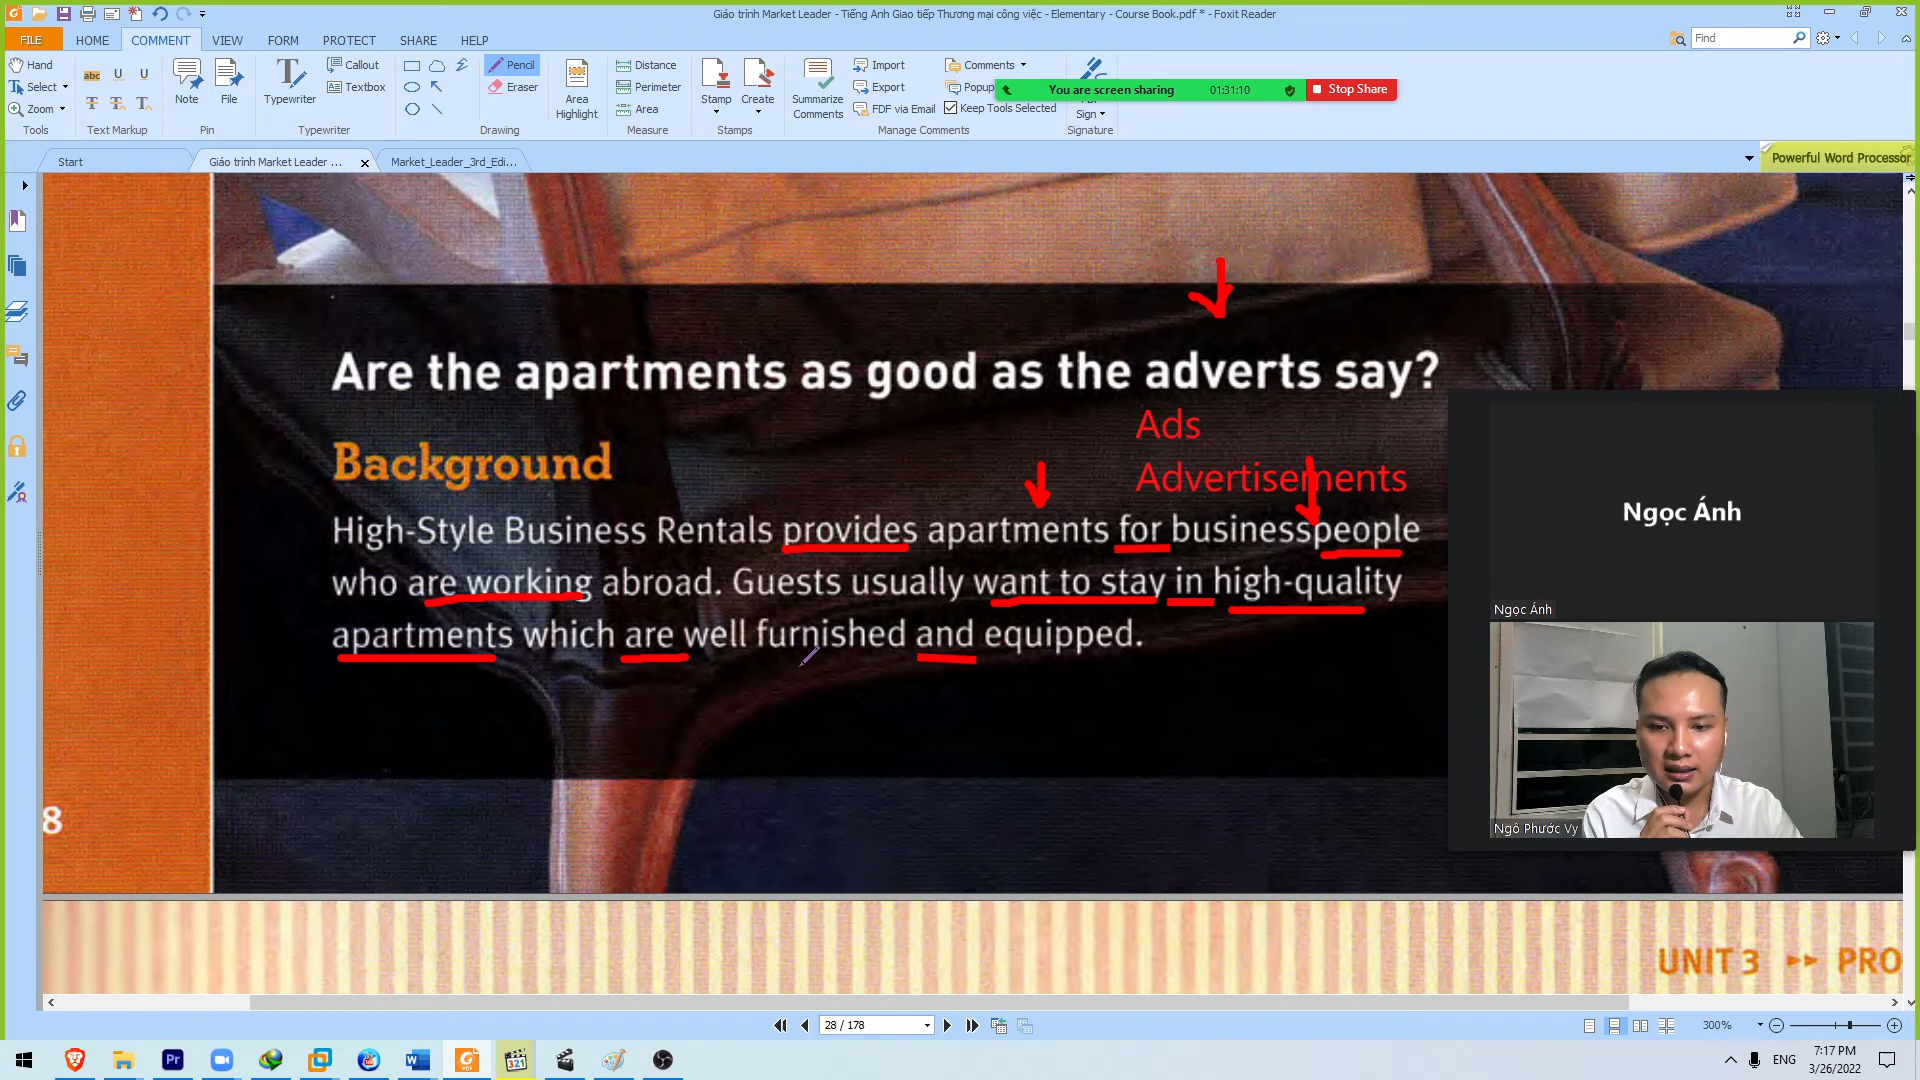 Giáo trình Market Leader - Tiếng Anh Giao tiếp Thương mại công việc - Elementary - Course Book.pdf * - Foxit Reader
FILE HOME COMMENT VIEW FORM PROTECT SHARE HELP
Find
Hand
Select
Zoom
Tools
abc U U
T T T
Text Markup
Note
File
Pin
Typewriter
Callout
Textbox
Typewriter
Pencil
Eraser
Drawing
Area
Highlight
Distance
Perimeter
Area
Measure
Stamp
Create
Stamps
Summarize
Comments
Import
Export
FDF via Email
Comments
Popup
Keep Tools Selected
Manage Comments
Sign
Signature
You are screen sharing 01:31:10 Stop Share
Start
Giáo trình Market Leader ...
Market_Leader_3rd_Edi...
Powerful Word Processor
Are the apartments as good as the adverts say?
Ads
Advertisements
Background
High-Style Business Rentals provides apartments for businesspeople
who are working abroad. Guests usually want to stay in high-quality
apartments which are well furnished and equipped.
8
Ngọc Ánh
Ngọc Ánh
Ngô Phước Vy
UNIT 3 ▸▸ PRO
28 / 178
300%
Pr
W
PDF
321
ENG
7:17 PM
3/26/2022